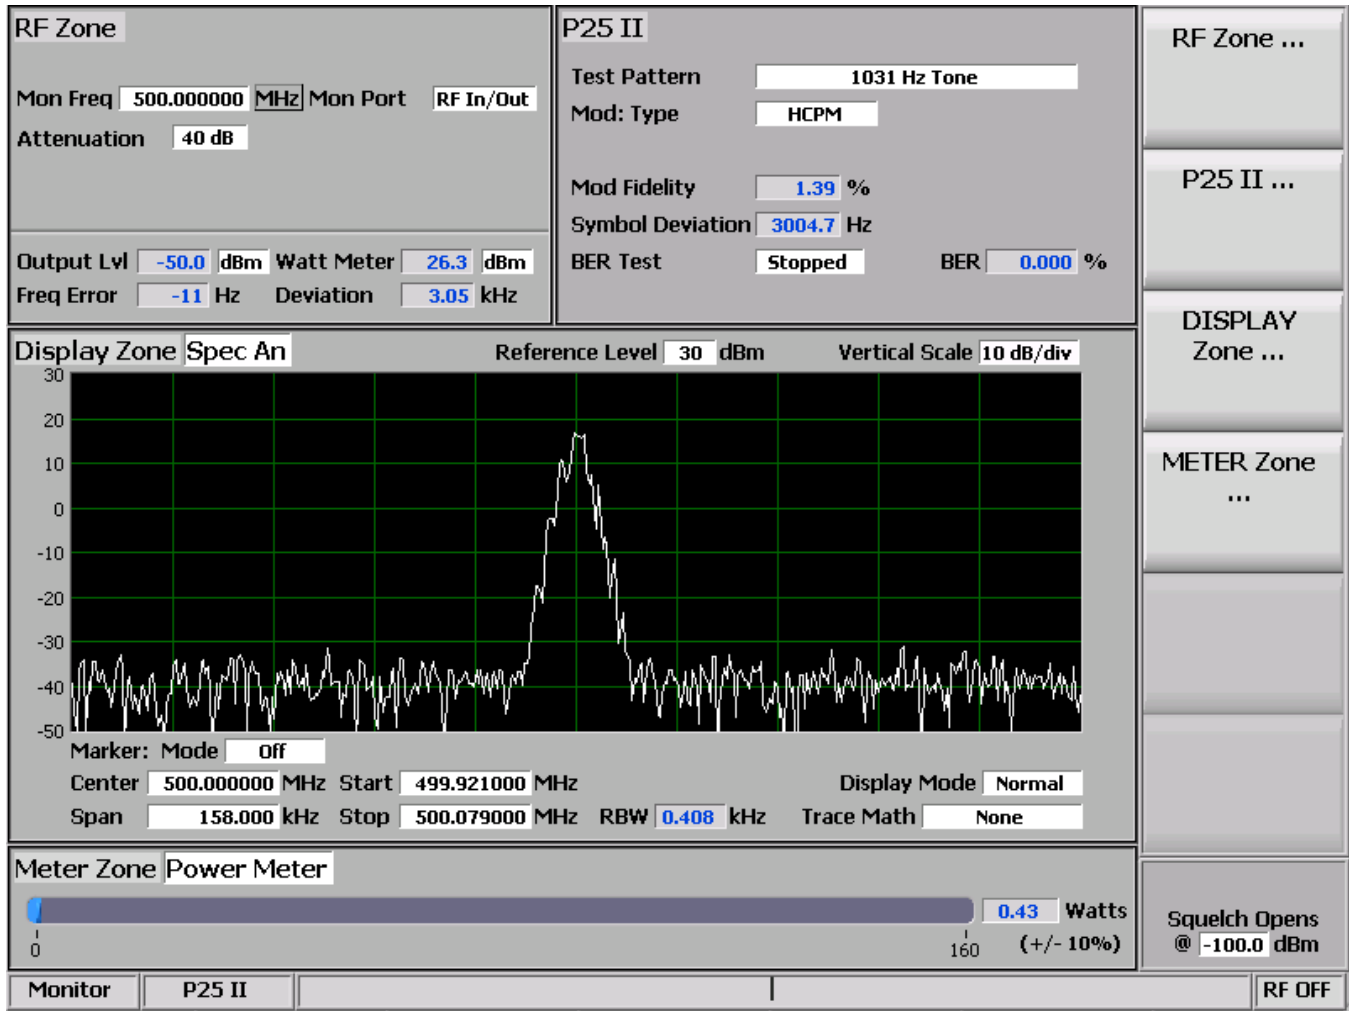 RF Zone
Mon Freq 500.000000 MHz Mon Port RF In/Out
Attenuation 40 dB
Output Lvl -50.0 dBm Watt Meter 26.3 dBm
Freq Error -11 Hz Deviation 3.05 kHz
P25 II
Test Pattern 1031 Hz Tone
Mod: Type HCPM
Mod Fidelity 1.39 %
Symbol Deviation 3004.7 Hz
BER Test Stopped BER 0.000 %
RF Zone ...
P25 II ...
DISPLAY
Zone ...
METER Zone
...
Display Zone Spec An Reference Level 30 dBm Vertical Scale 10 dB/div
30
20
10
0
-10
-20
-30
-40
-50
Marker: Mode Off
Center 500.000000 MHz Start 499.921000 MHz Display Mode Normal
Span 158.000 kHz Stop 500.079000 MHz RBW 0.408 kHz Trace Math None
Meter Zone Power Meter
0.43 Watts
0 160 (+/- 10%)
Squelch Opens
@ -100.0 dBm
Monitor P25 II RF OFF